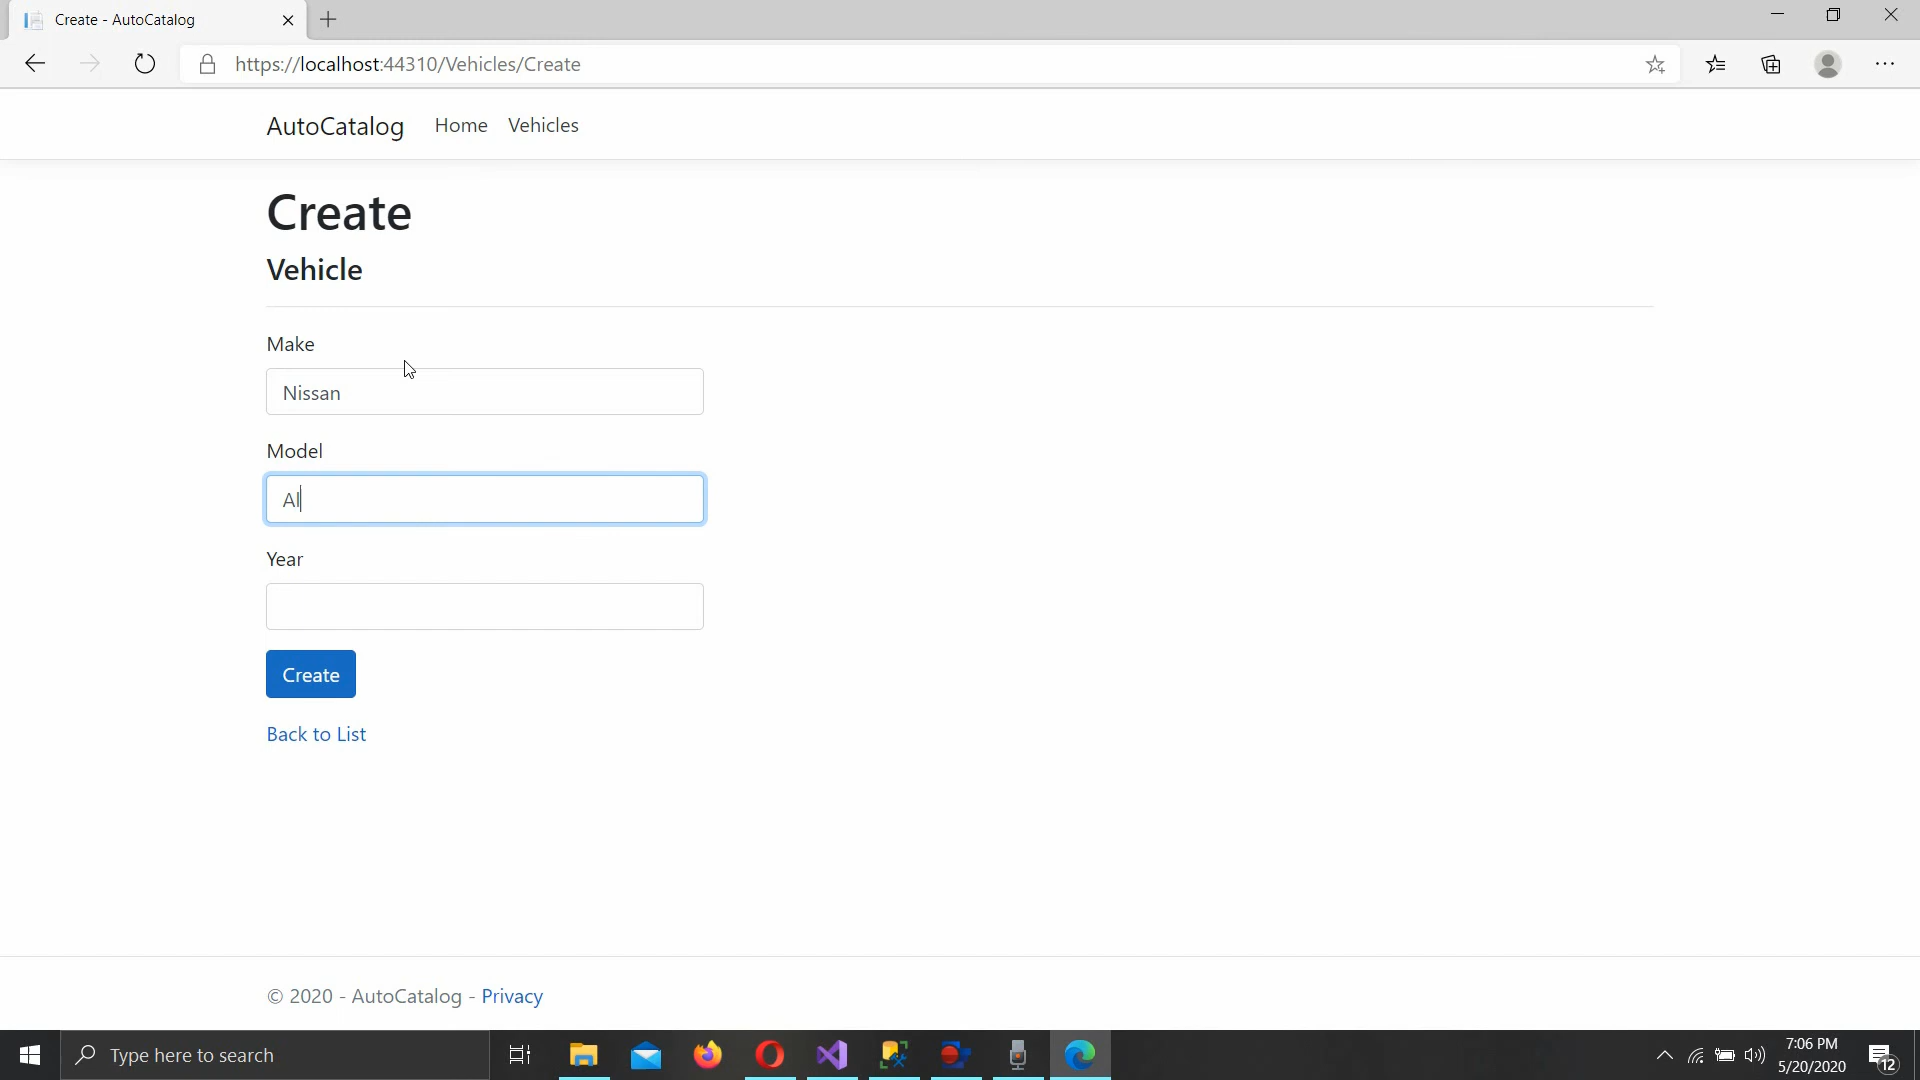 Create - AutoCatalog
https://localhost:44310/Vehicles/Create
AutoCatalog Home Vehicles
Create
Vehicle
Make
Nissan
Model
Al
Year
Create
Back to List
© 2020 - AutoCatalog - Privacy
Type here to search
7:06 PM
5/20/2020
12